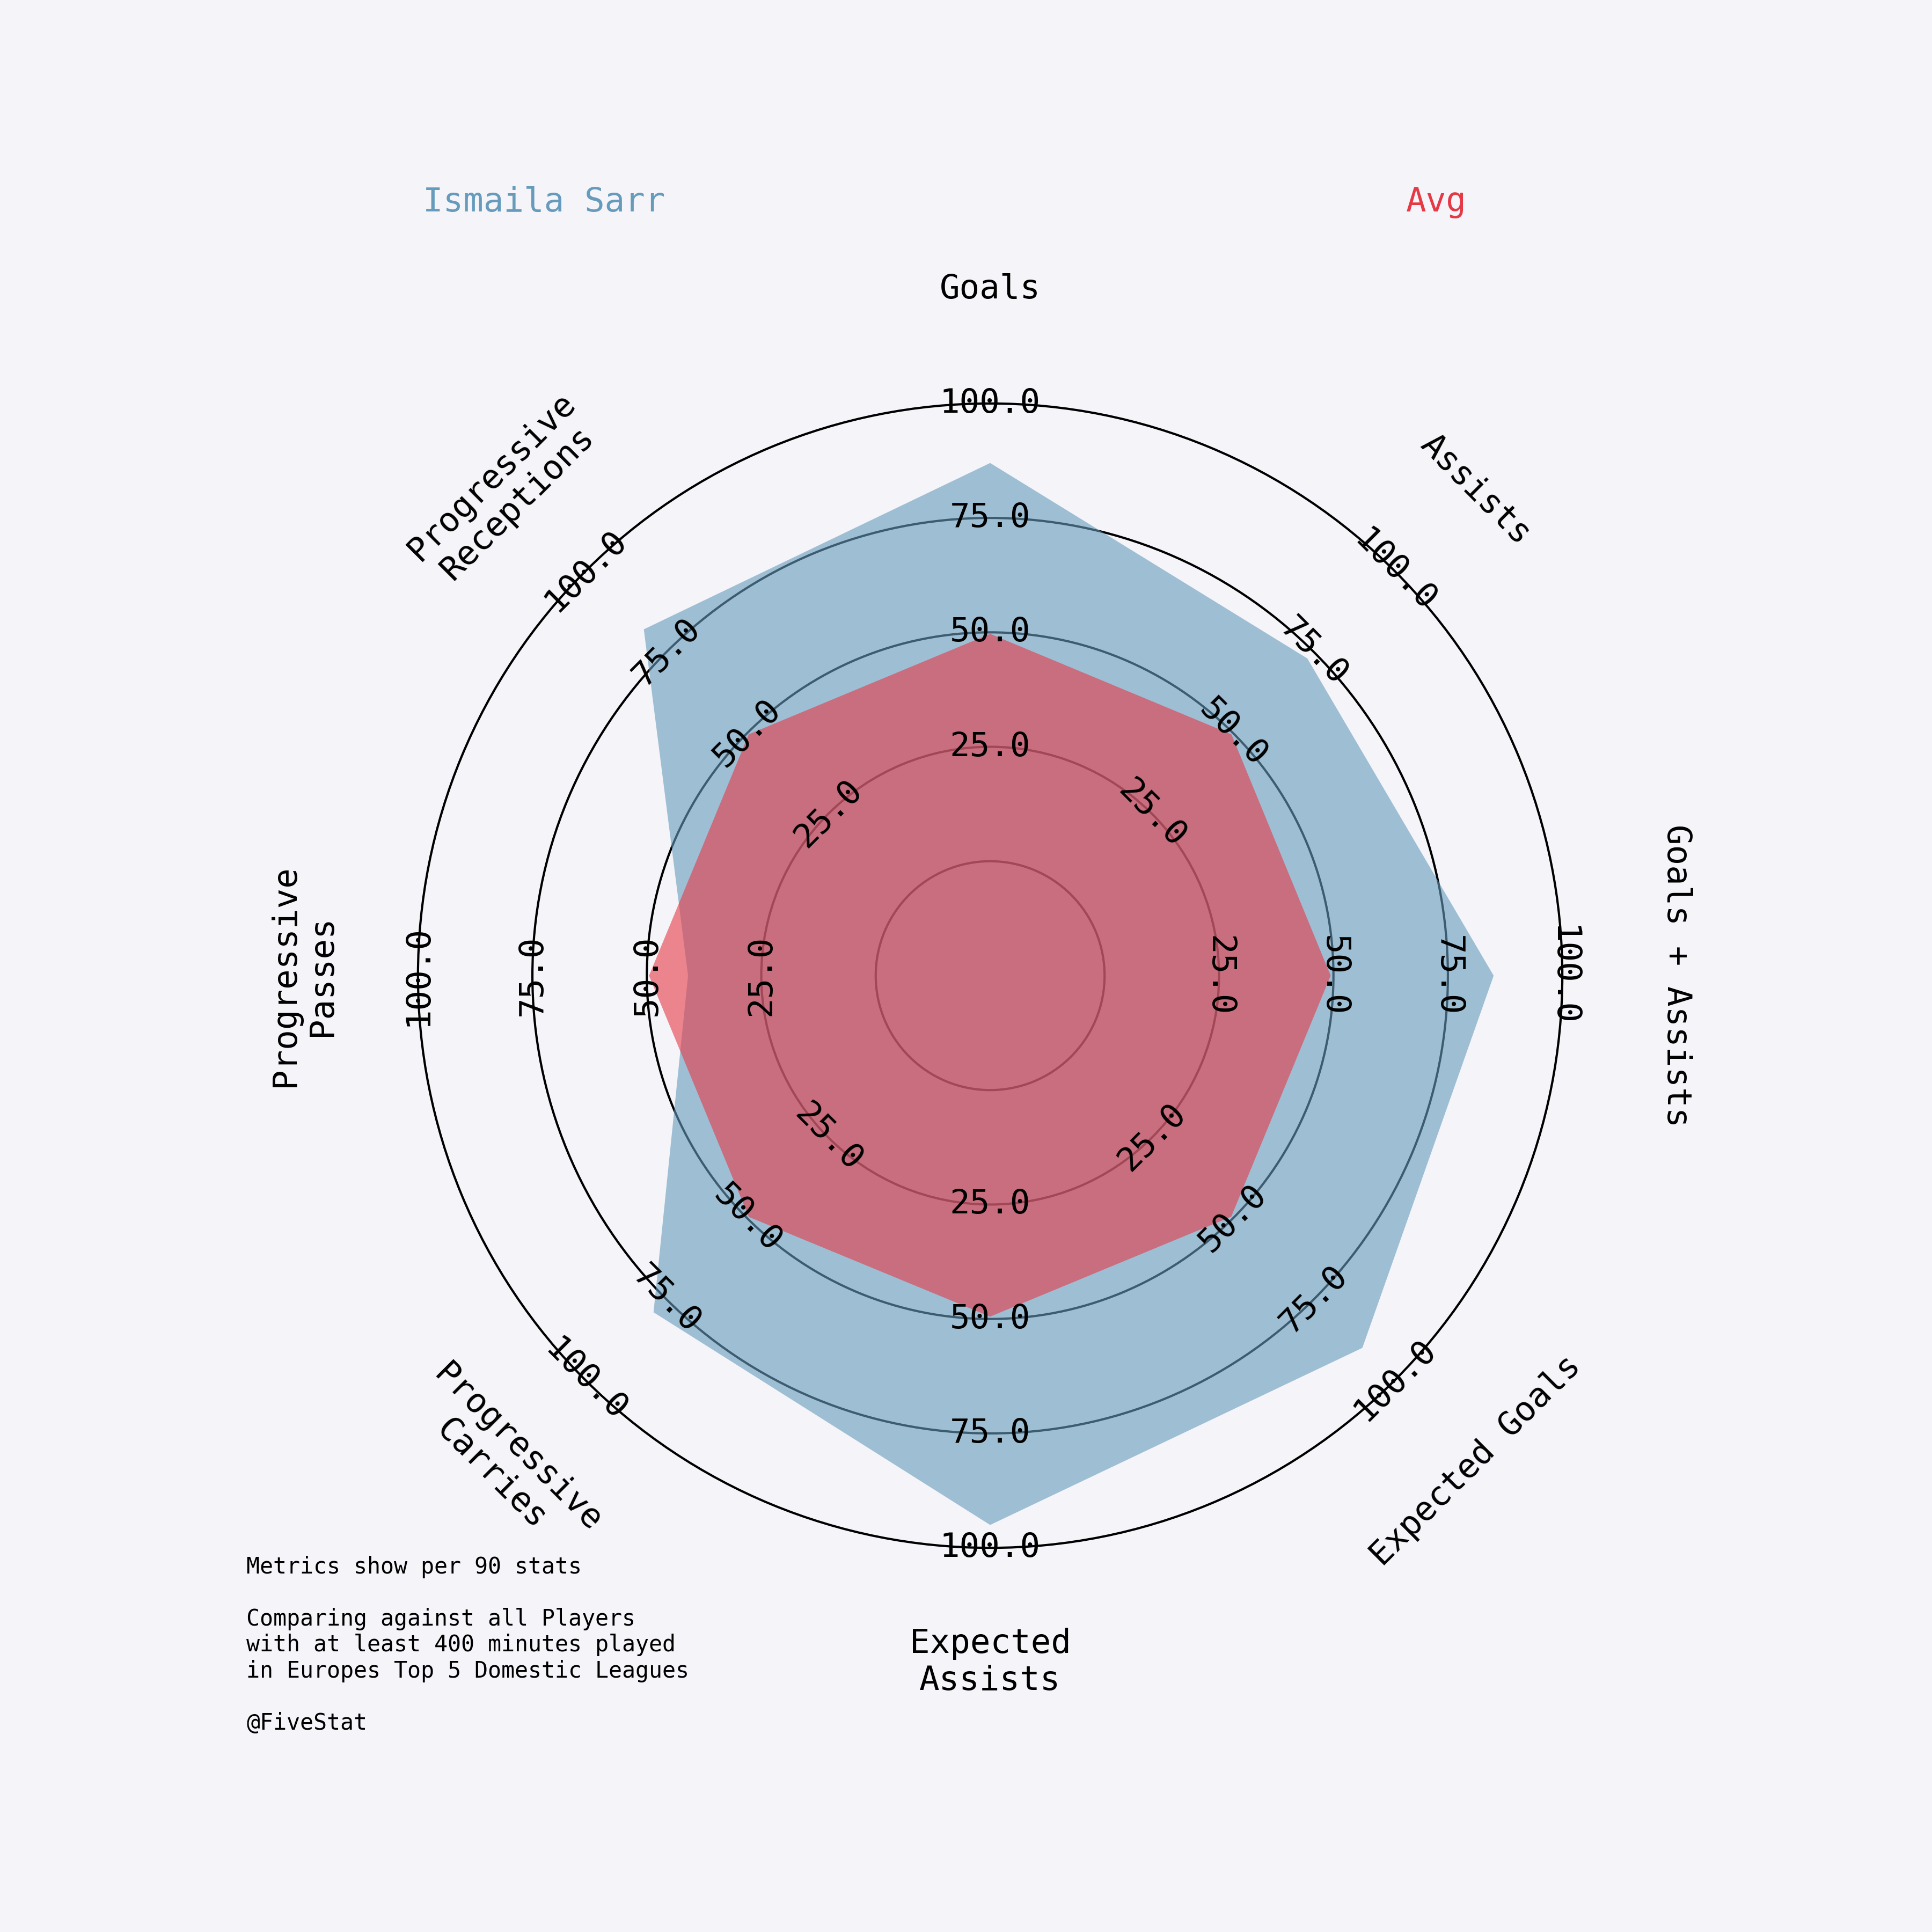 Ismaila Sarr
Avg
Goals
Assists
Goals + Assists
Expected Goals
Expected
Assists
Progressive
Carries
Progressive
Passes
Progressive
Receptions
25.0
50.0
75.0
100.0
25.0
50.0
75.0
100.0
25.0
50.0
75.0
100.0
25.0
50.0
75.0
100.0
25.0
50.0
75.0
100.0
25.0
50.0
75.0
100.0
25.0
50.0
75.0
100.0
25.0
50.0
75.0
100.0
Metrics show per 90 stats
Comparing against all Players
with at least 400 minutes played
in Europes Top 5 Domestic Leagues
@FiveStat